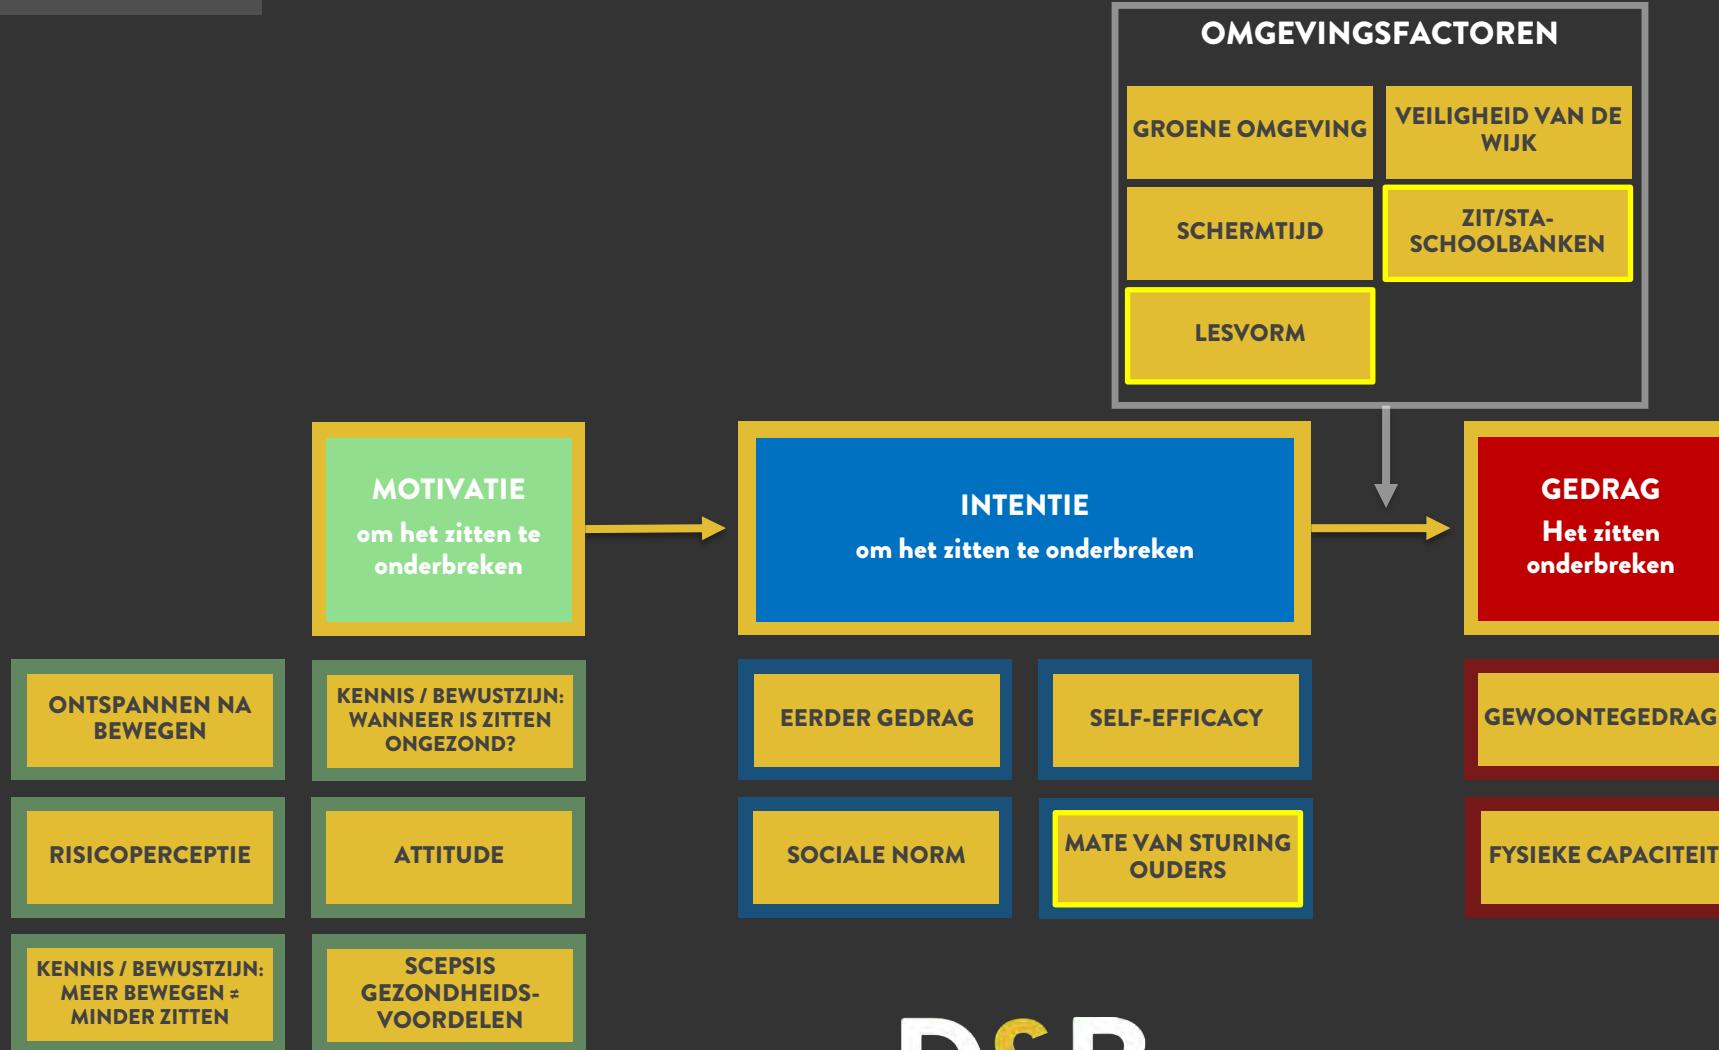 OMGEVINGSFACTOREN
GROENE OMGEVING
VEILIGHEID VAN DE
WIJK
SCHERMTIJD
ZIT/STA-
SCHOOLBANKEN
LESVORM
MOTIVATIE
om het zitten te
onderbreken
INTENTIE
om het zitten te onderbreken
GEDRAG
Het zitten
onderbreken
ONTSPANNEN NA
BEWEGEN
KENNIS / BEWUSTZIJN:
WANNEER IS ZITTEN
ONGEZOND?
EERDER GEDRAG
SELF-EFFICACY
GEWOONTEGEDRAG
RISICOPERCEPTIE
ATTITUDE
SOCIALE NORM
MATE VAN STURING
OUDERS
FYSIEKE CAPACITEIT
KENNIS / BEWUSTZIJN:
MEER BEWEGEN ≠
MINDER ZITTEN
SCEPSIS
GEZONDHEIDS-
VOORDELEN